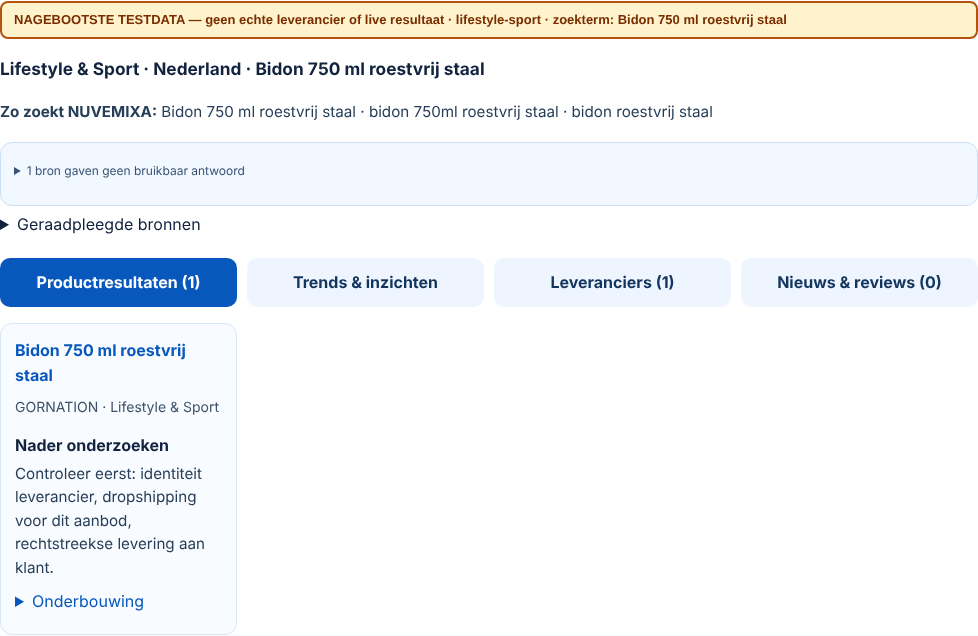 NAGEBOOTSTE TESTDATA — geen echte leverancier of live resultaat · lifestyle-sport · zoekterm: Bidon 750 ml roestvrij staal
Lifestyle & Sport · Nederland · Bidon 750 ml roestvrij staal
Zo zoekt NUVEMIXA: Bidon 750 ml roestvrij staal · bidon 750ml roestvrij staal · bidon roestvrij staal
1 bron gaven geen bruikbaar antwoord
Geraadpleegde bronnen
Productresultaten (1)
Trends & inzichten
Leveranciers (1)
Nieuws & reviews (0)
Bidon 750 ml roestvrij
staal
GORNATION · Lifestyle & Sport
Nader onderzoeken
Controleer eerst: identiteit
leverancier, dropshipping
voor dit aanbod,
rechtstreekse levering aan
klant.
Onderbouwing